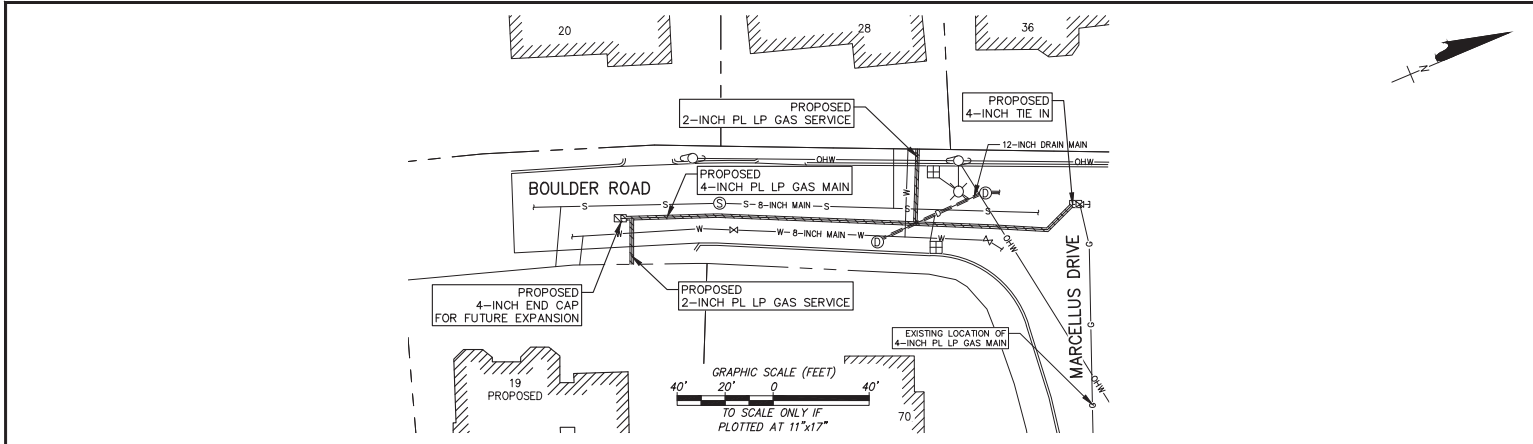 20
28
36
N
PROPOSED
2-INCH PL LP GAS SERVICE
PROPOSED
4-INCH TIE IN
12-INCH DRAIN MAIN
OHW
OHW
BOULDER ROAD
PROPOSED
4-INCH PL LP GAS MAIN
W
S
S
S
S
8-INCH MAIN
S
S
S
D
D
D
W
W
W
8-INCH MAIN
W
W
OHW
G
MARCELLUS DRIVE
PROPOSED
4-INCH END CAP
FOR FUTURE EXPANSION
PROPOSED
2-INCH PL LP GAS SERVICE
EXISTING LOCATION OF
4-INCH PL LP GAS MAIN
G
OHW
G
19
PROPOSED
GRAPHIC SCALE (FEET)
40' 20' 0 40'
TO SCALE ONLY IF
PLOTTED AT 11"x17"
70